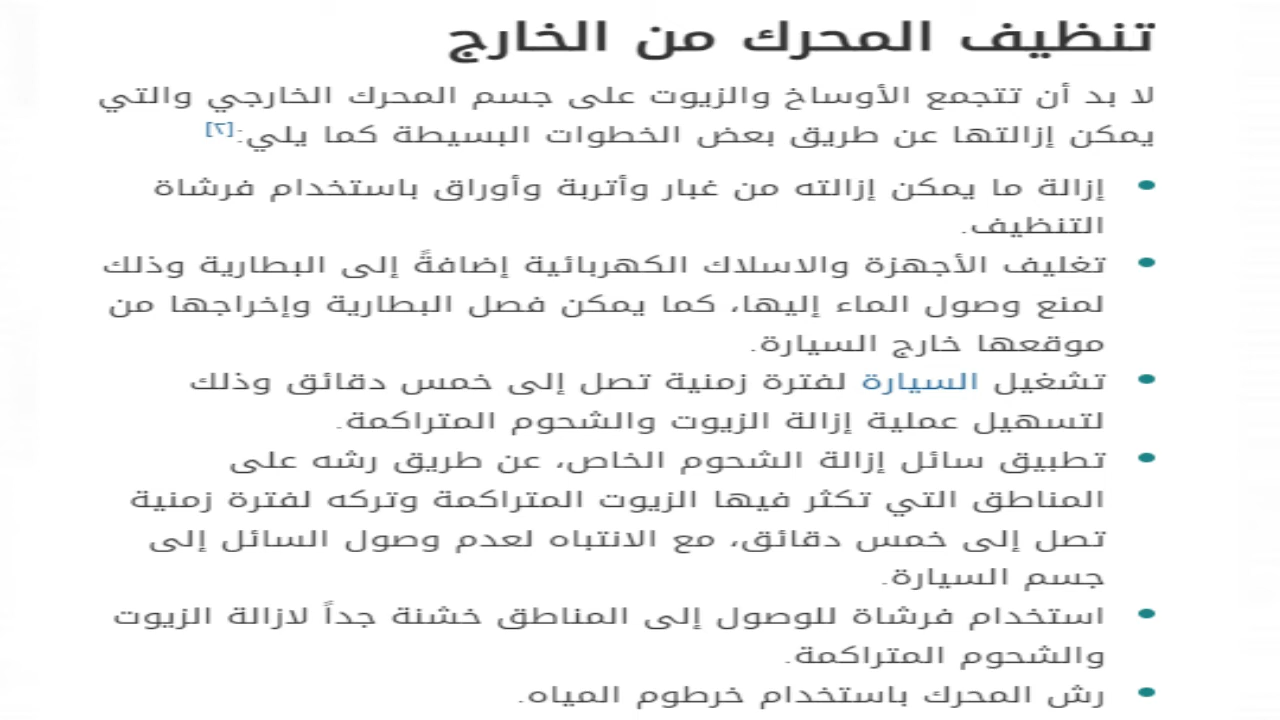 تنظيف المحرك من الخارج
لا بد أن تتجمع الأوساخ والزيوت على جسم المحرك الخارجي والتي
يمكن إزالتها عن طريق بعض الخطوات البسيطة كما يلي:[٢]
إزالة ما يمكن إزالته من غبار وأتربة وأوراق باستخدام فرشاة
التنظيف.
تغليف الأجهزة والاسلاك الكهربائية إضافةً إلى البطارية وذلك
لمنع وصول الماء إليها، كما يمكن فصل البطارية وإخراجها من
موقعها خارج السيارة.
تشغيل السيارة لفترة زمنية تصل إلى خمس دقائق وذلك
لتسهيل عملية إزالة الزيوت والشحوم المتراكمة.
تطبيق سائل إزالة الشحوم الخاص، عن طريق رشه على
المناطق التي تكثر فيها الزيوت المتراكمة وتركه لفترة زمنية
تصل إلى خمس دقائق، مع الانتباه لعدم وصول السائل إلى
جسم السيارة.
استخدام فرشاة للوصول إلى المناطق خشنة جداً لازالة الزيوت
والشحوم المتراكمة.
رش المحرك باستخدام خرطوم المياه.